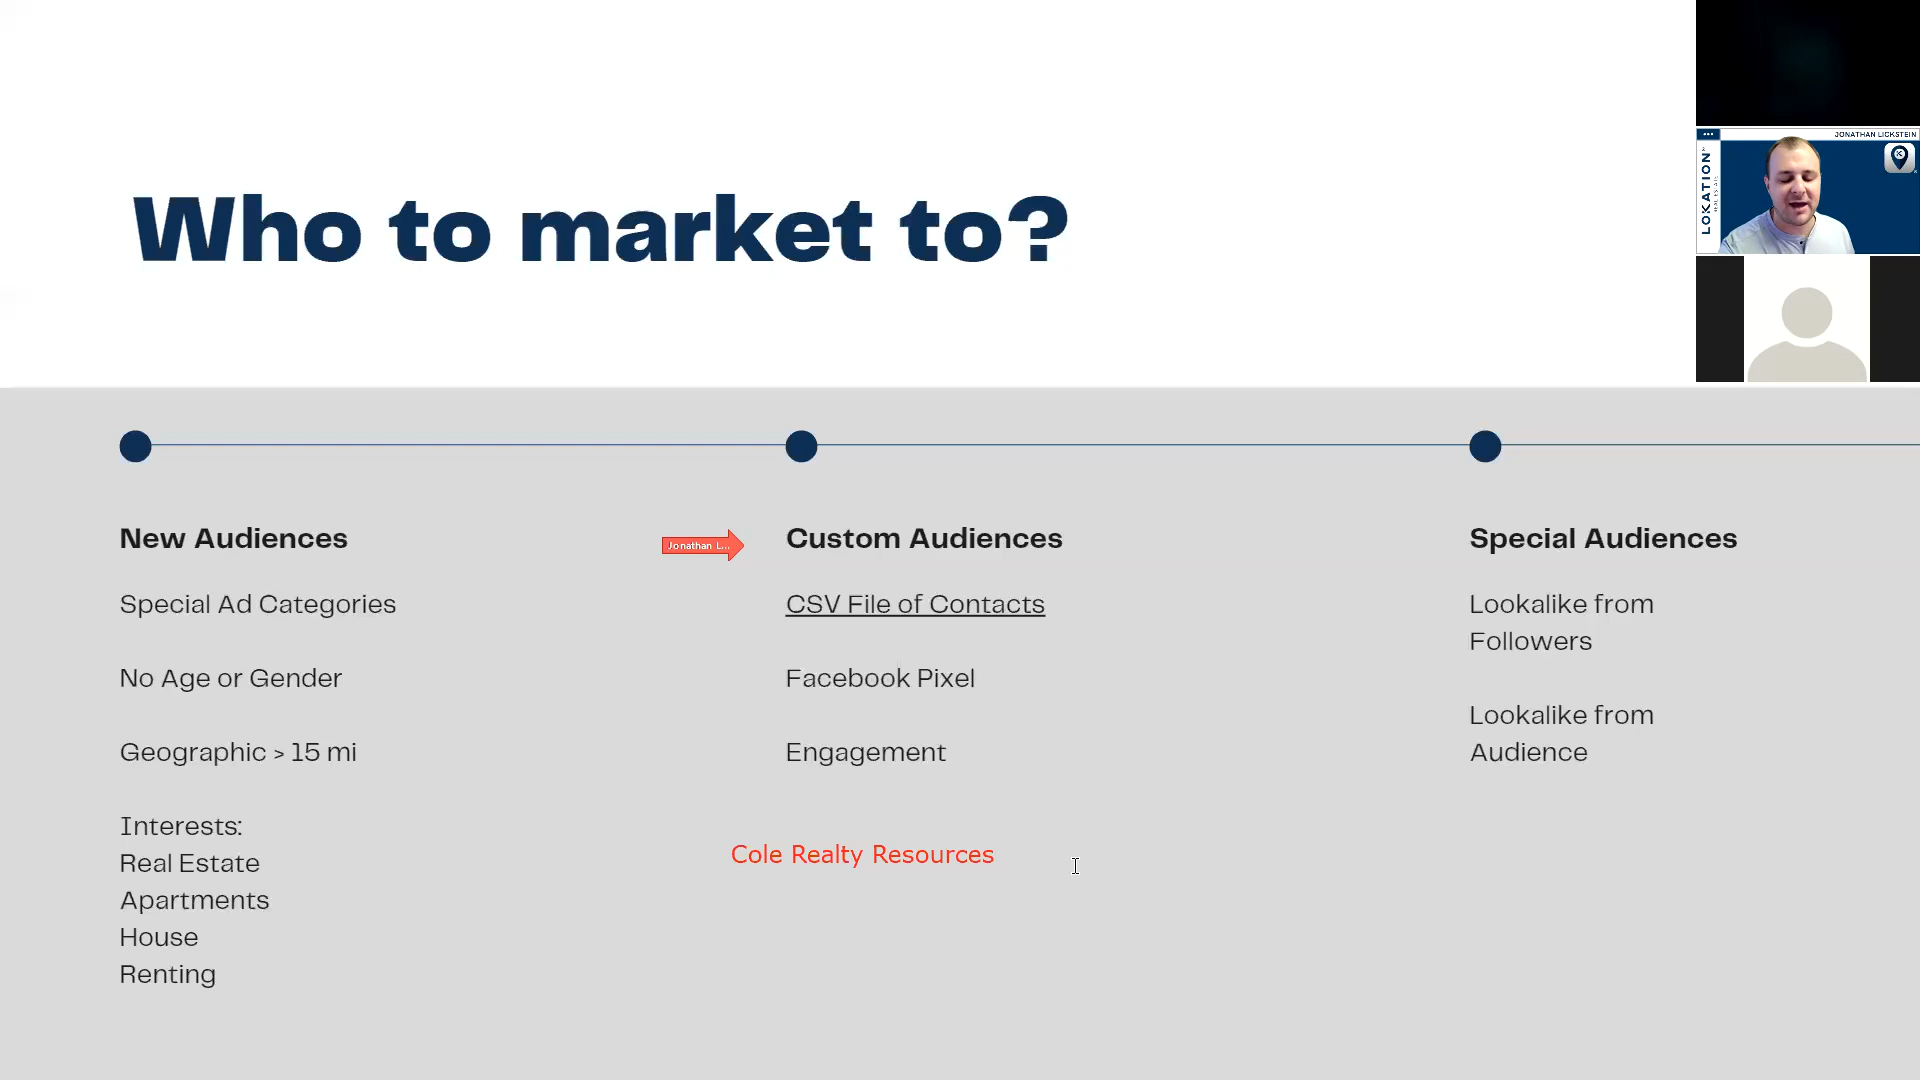 Who to market to?
JONATHAN LICKSTEIN
LOKATION
REAL ESTATE
New Audiences
Special Ad Categories
No Age or Gender
Geographic > 15 mi
Interests:
Real Estate
Apartments
House
Renting
Jonathan L...
Custom Audiences
CSV File of Contacts
Facebook Pixel
Engagement
Cole Realty Resources
Special Audiences
Lookalike from
Followers
Lookalike from
Audience